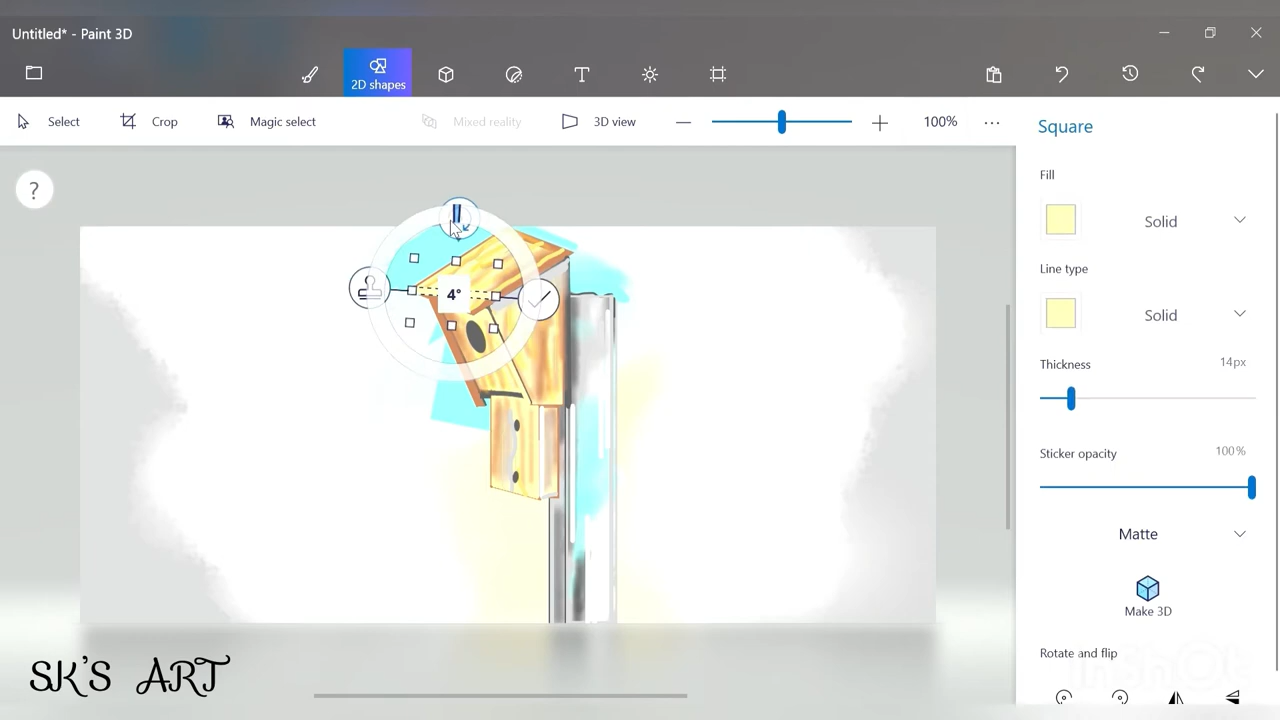 Untitled* - Paint 3D
2D shapes
Select
Crop
Magic select
Mixed reality
3D view
100%
Square
?
Fill
Solid
Line type
4°
Solid
Thickness
14px
Sticker opacity
100%
Matte
Make 3D
Rotate and flip
InShot
SK'S ART